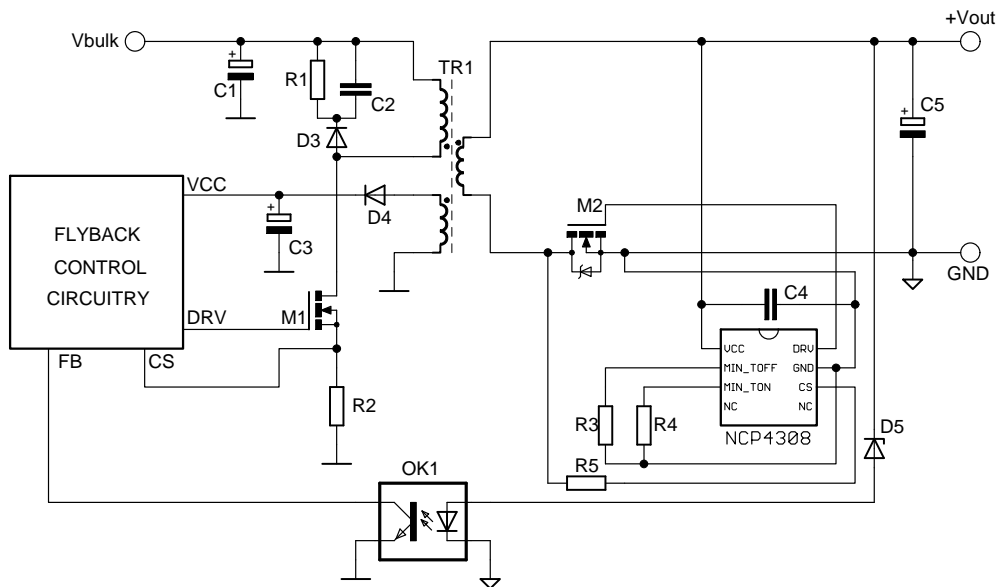 +Vout
Vbulk
+
C1
R1
C2
TR1
D3
+
C5
VCC
D4
M2
FLYBACK
CONTROL
CIRCUITRY
+
C3
GND
DRV
M1
C4
FB
CS
VCC
DRV
MIN_TOFF
GND
MIN_TON
CS
NC
NC
R2
R3
R4
NCP4308
D5
R5
OK1